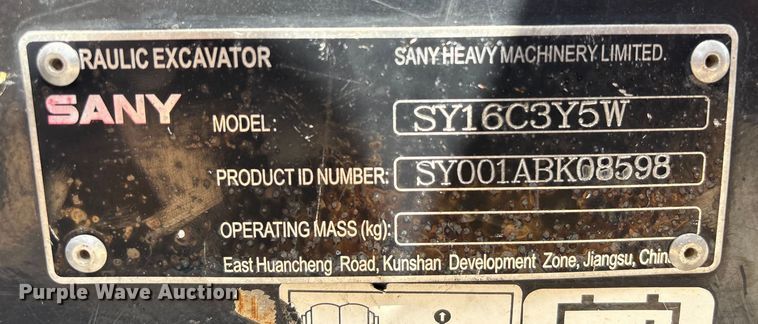 RAULIC EXCAVATOR SANY HEAVY MACHINERY LIMITED.
SANY
MODEL: SY16C3Y5W
PRODUCT ID NUMBER: SY001ABK08598
OPERATING MASS (kg):
East Huancheng Road, Kunshan Development Zone, Jiangsu, China
Purple Wave Auction